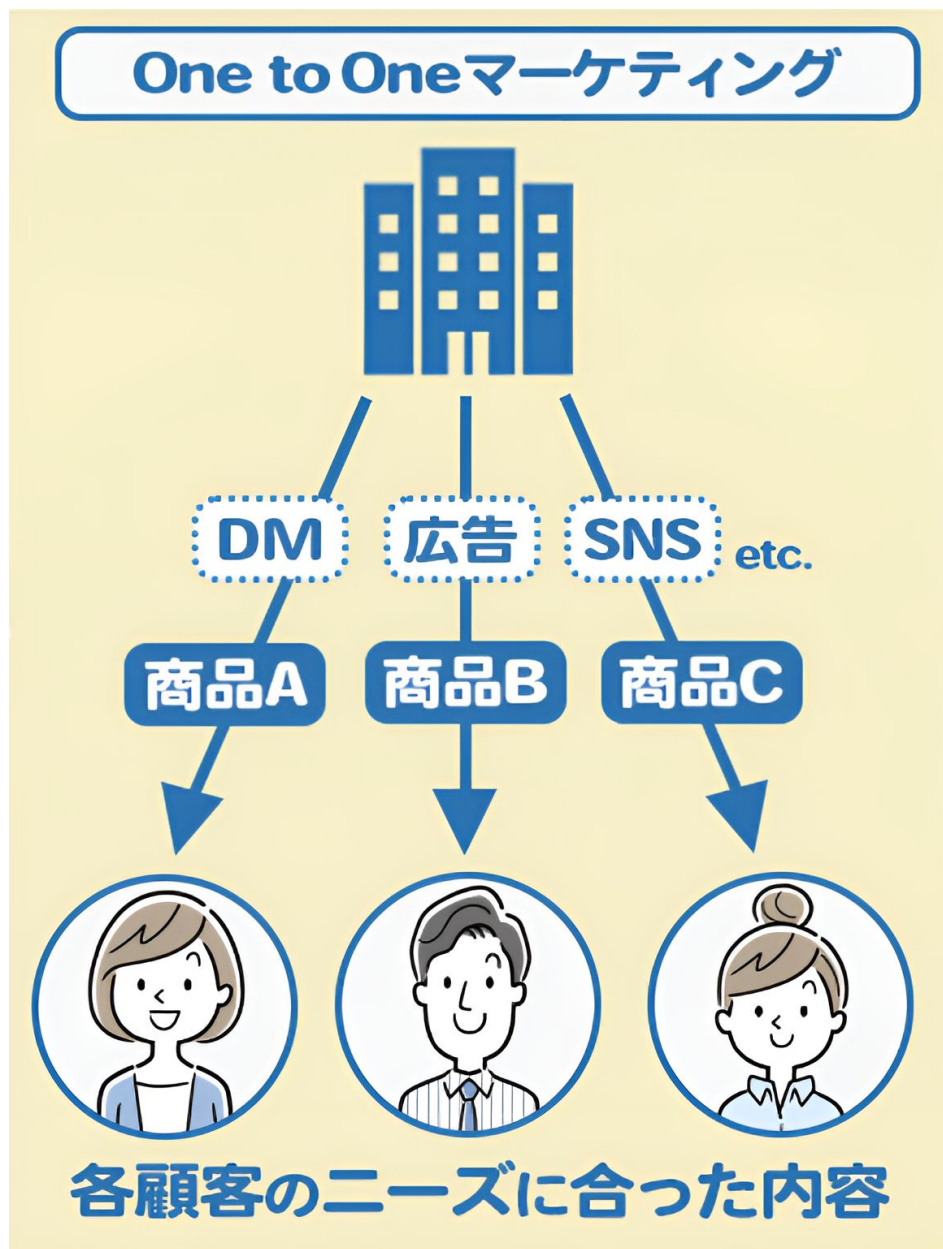 One to Oneマーケティング
DM 広告 SNS etc.
商品A 商品B 商品C
各顧客のニーズに合った内容